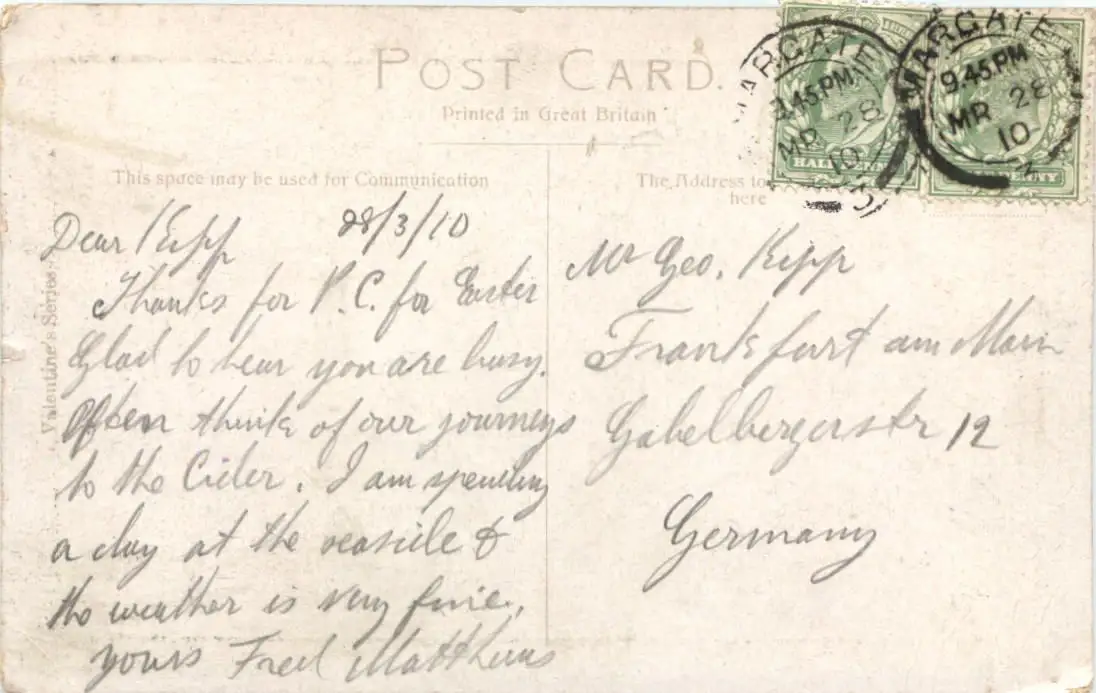 POST CARD.
Printed in Great Britain
This space may be used for Communication
The Address to
here
Valentine's Series
MARGATE
9.45.PM
MR 28
10
HALFPENNY
MARGATE
9.45.PM
MR 28
10
28/3/10
Dear Kipp
Thanks for P.C. for Easter
Glad to hear you are busy.
Often think of our journeys
to the Cider. I am spending
a day at the seaside &
the weather is very fine.
yours Fred Matthews
Mr Geo. Kipp
Frankfurt am Main
Gabelbergerstr 12
Germany